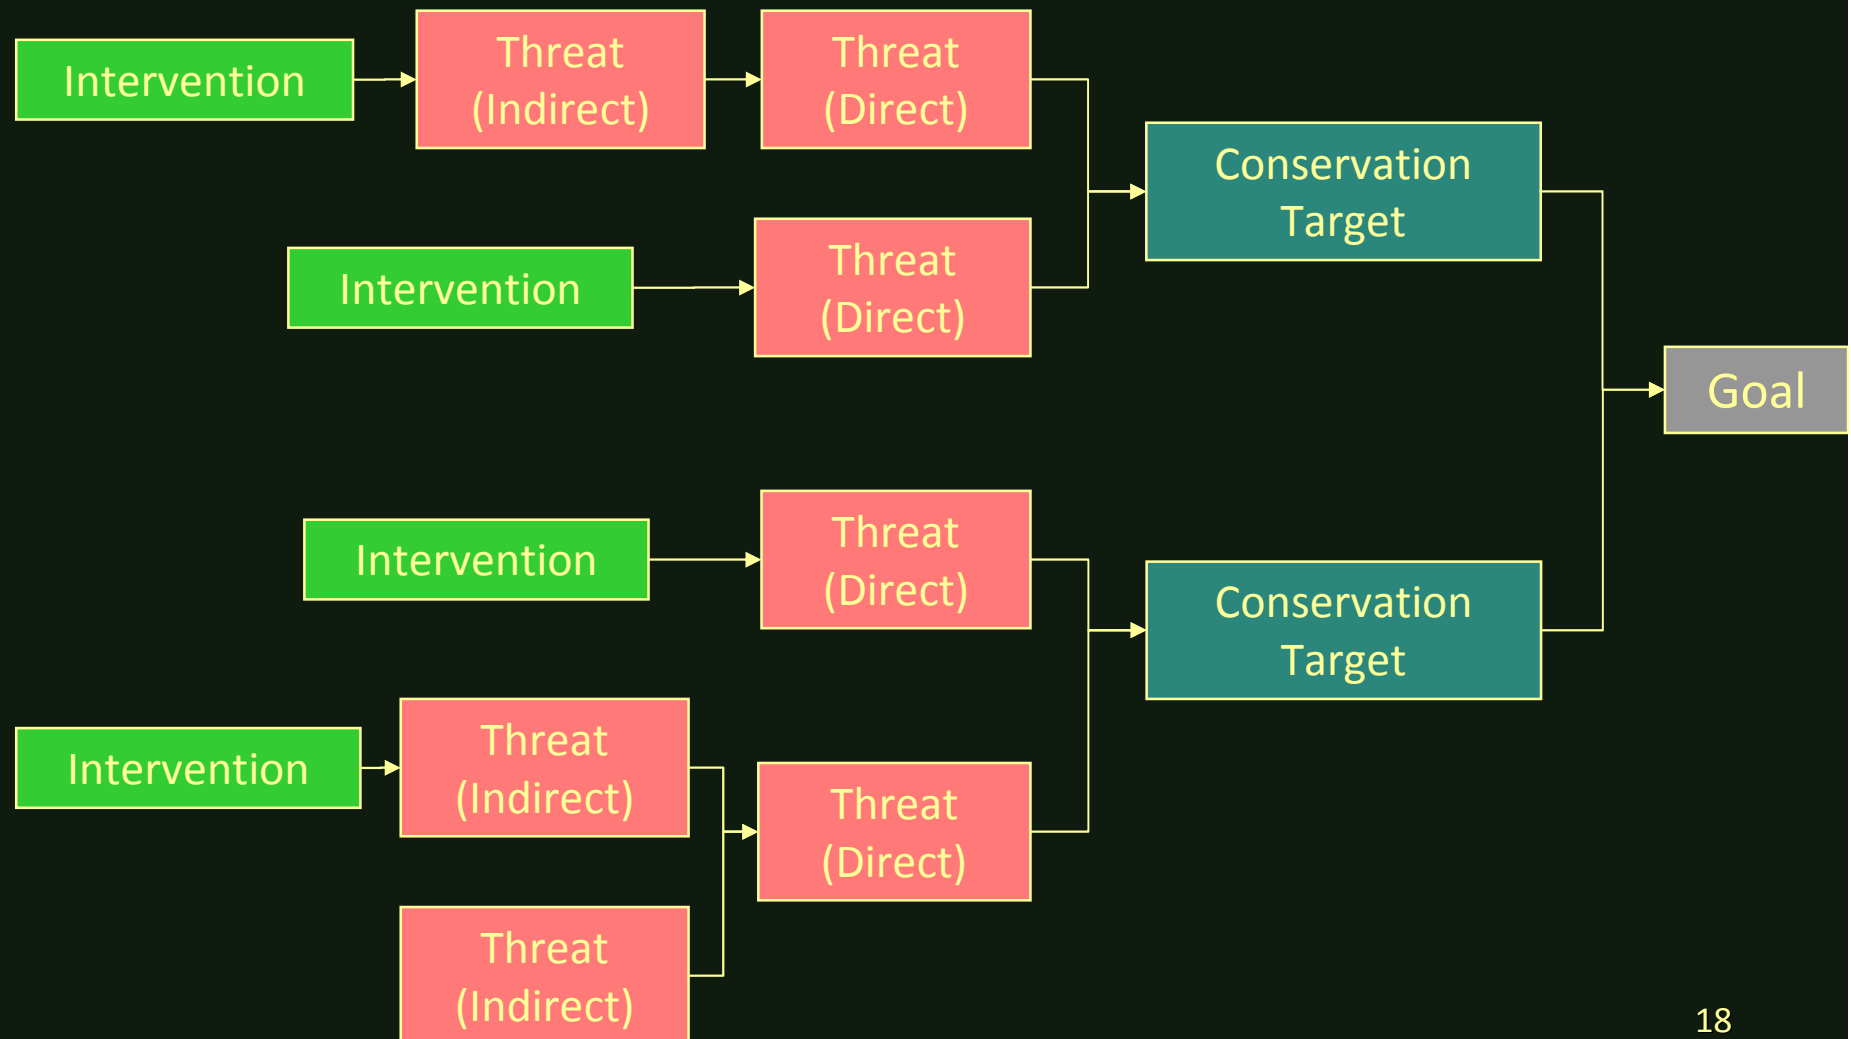 Intervention
Threat
(Indirect)
Threat
(Direct)
Conservation
Target
Intervention
Threat
(Direct)
Goal
Intervention
Threat
(Direct)
Conservation
Target
Intervention
Threat
(Indirect)
Threat
(Direct)
Threat
(Indirect)
18